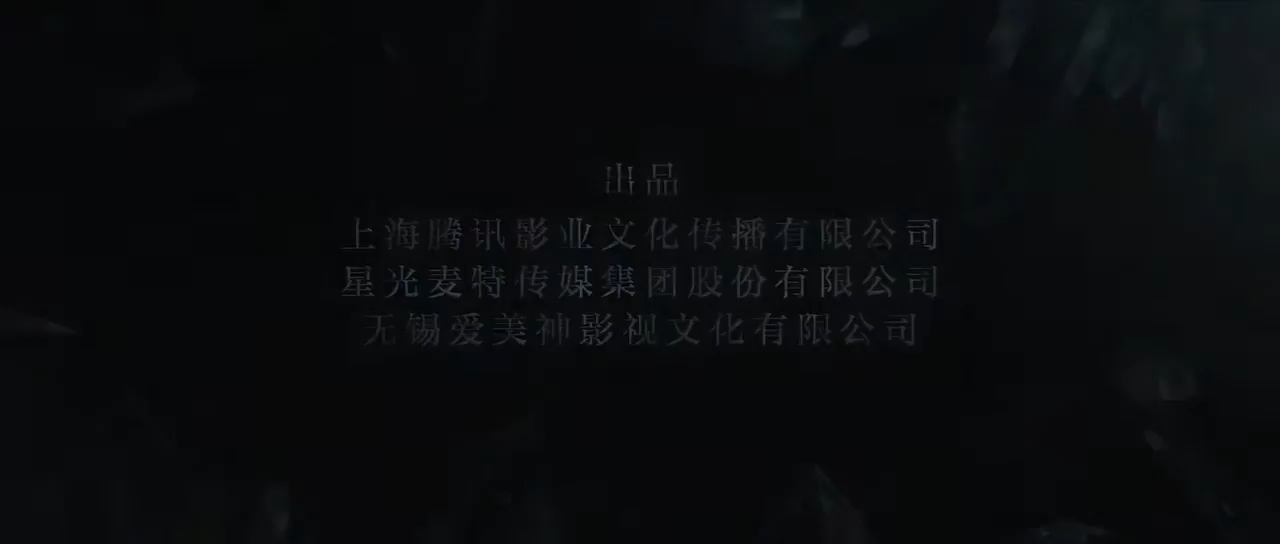 出品
上海腾讯影业文化传播有限公司
星光麦特传媒集团股份有限公司
无锡爱美神影视文化有限公司